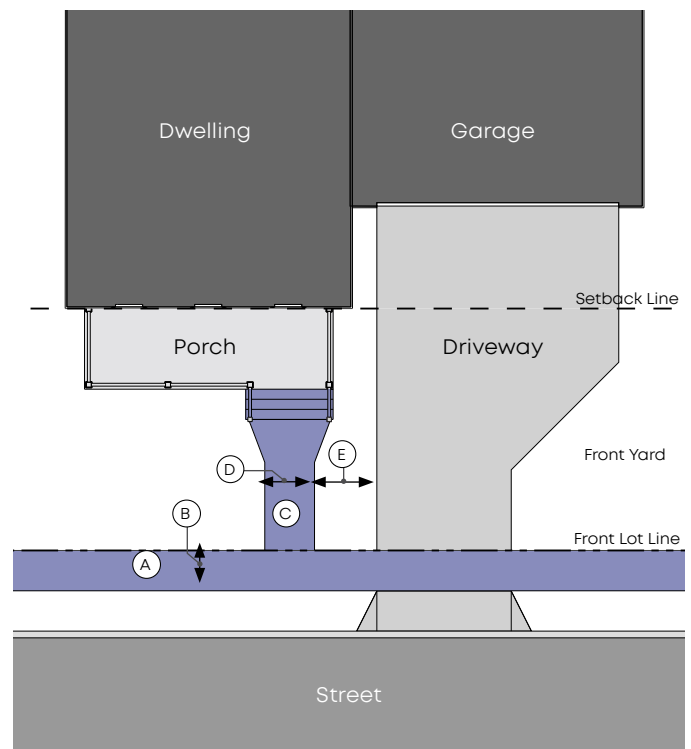 Dwelling
Garage
Setback Line
Porch
Driveway
Front Yard
E
D
C
B
Front Lot Line
A
Street